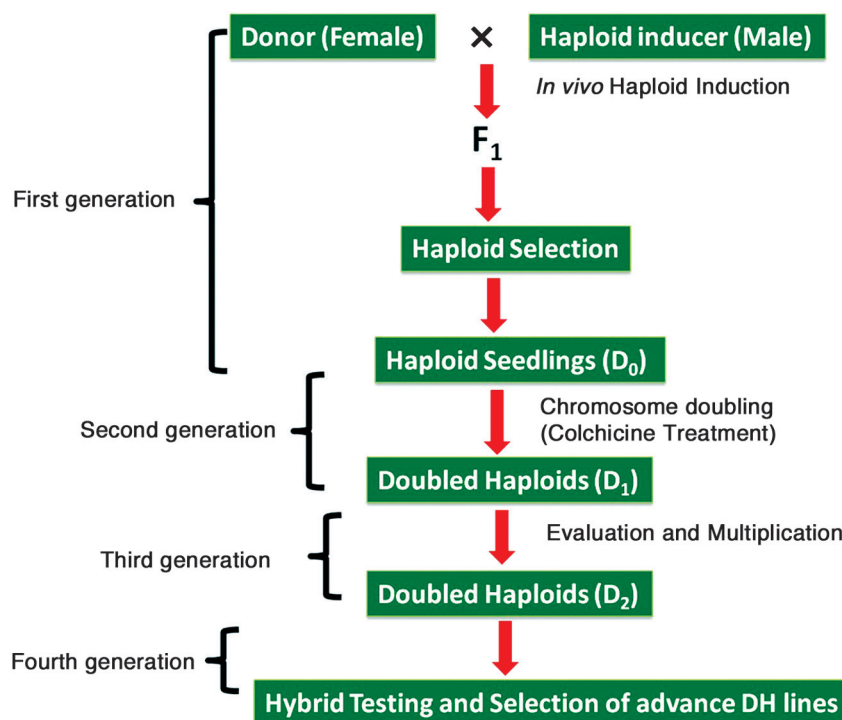 Donor (Female) × Haploid inducer (Male)
In vivo Haploid Induction
F₁
First generation
Haploid Selection
Haploid Seedlings (D₀)
Second generation
Chromosome doubling
(Colchicine Treatment)
Doubled Haploids (D₁)
Third generation
Evaluation and Multiplication
Doubled Haploids (D₂)
Fourth generation
Hybrid Testing and Selection of advance DH lines